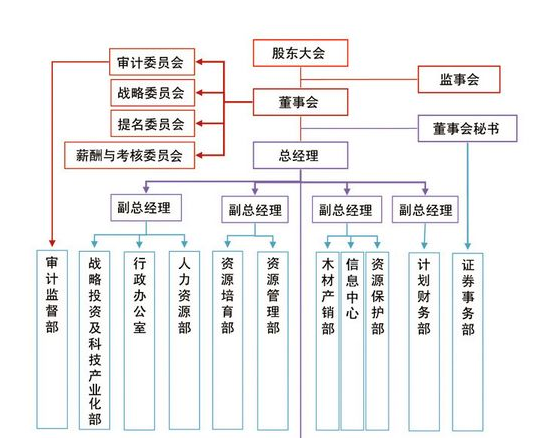 股东大会
审计委员会
监事会
战略委员会
董事会
提名委员会
董事会秘书
薪酬与考核委员会
总经理
副总经理
副总经理
副总经理
副总经理
审计监督部
战略投资及科技产业化部
行政办公室
人力资源部
资源培育部
资源管理部
木材产销部
信息中心
资源保护部
计划财务部
证券事务部